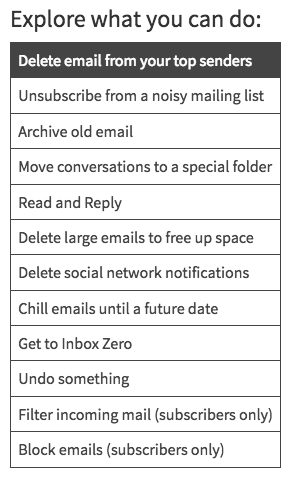 Explore what you can do:
Delete email from your top senders
Unsubscribe from a noisy mailing list
Archive old email
Move conversations to a special folder
Read and Reply
Delete large emails to free up space
Delete social network notifications
Chill emails until a future date
Get to Inbox Zero
Undo something
Filter incoming mail (subscribers only)
Block emails (subscribers only)